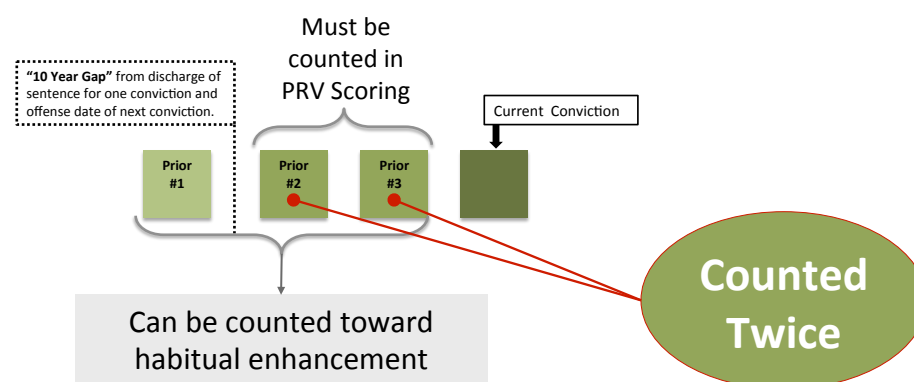 Must be
counted in
PRV Scoring
“10 Year Gap” from discharge of
sentence for one conviction and
offense date of next conviction.
Current Conviction
Prior
#1
Prior
#2
Prior
#3
Counted
Twice
Can be counted toward
habitual enhancement